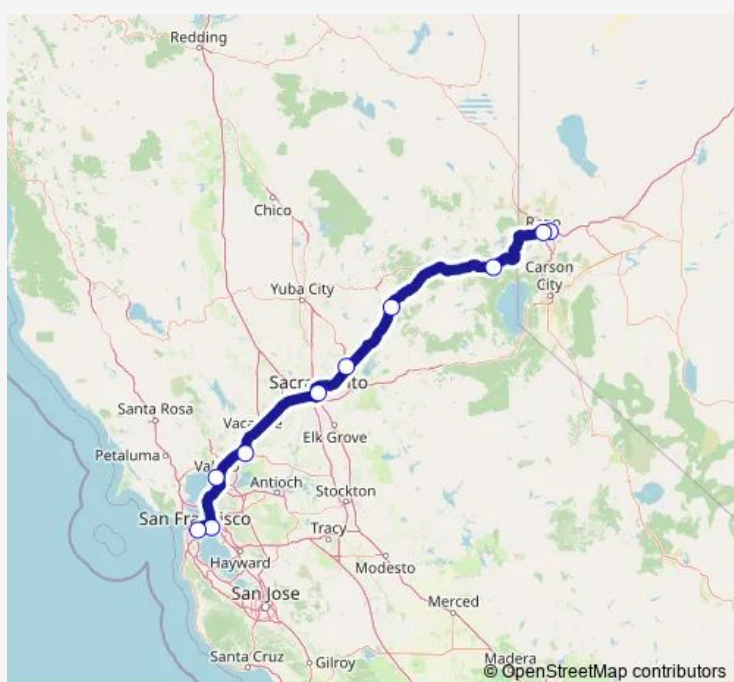 Redding
Chico
Reno
Carson
City
Yuba City
Sacramento
Santa Rosa
Elk Grove
Petaluma
Antioch
Stockton
San Francisco
Tracy
Hayward
Modesto
San Jose
Merced
Santa Cruz
Gilroy
Madera
© OpenStreetMap contributors